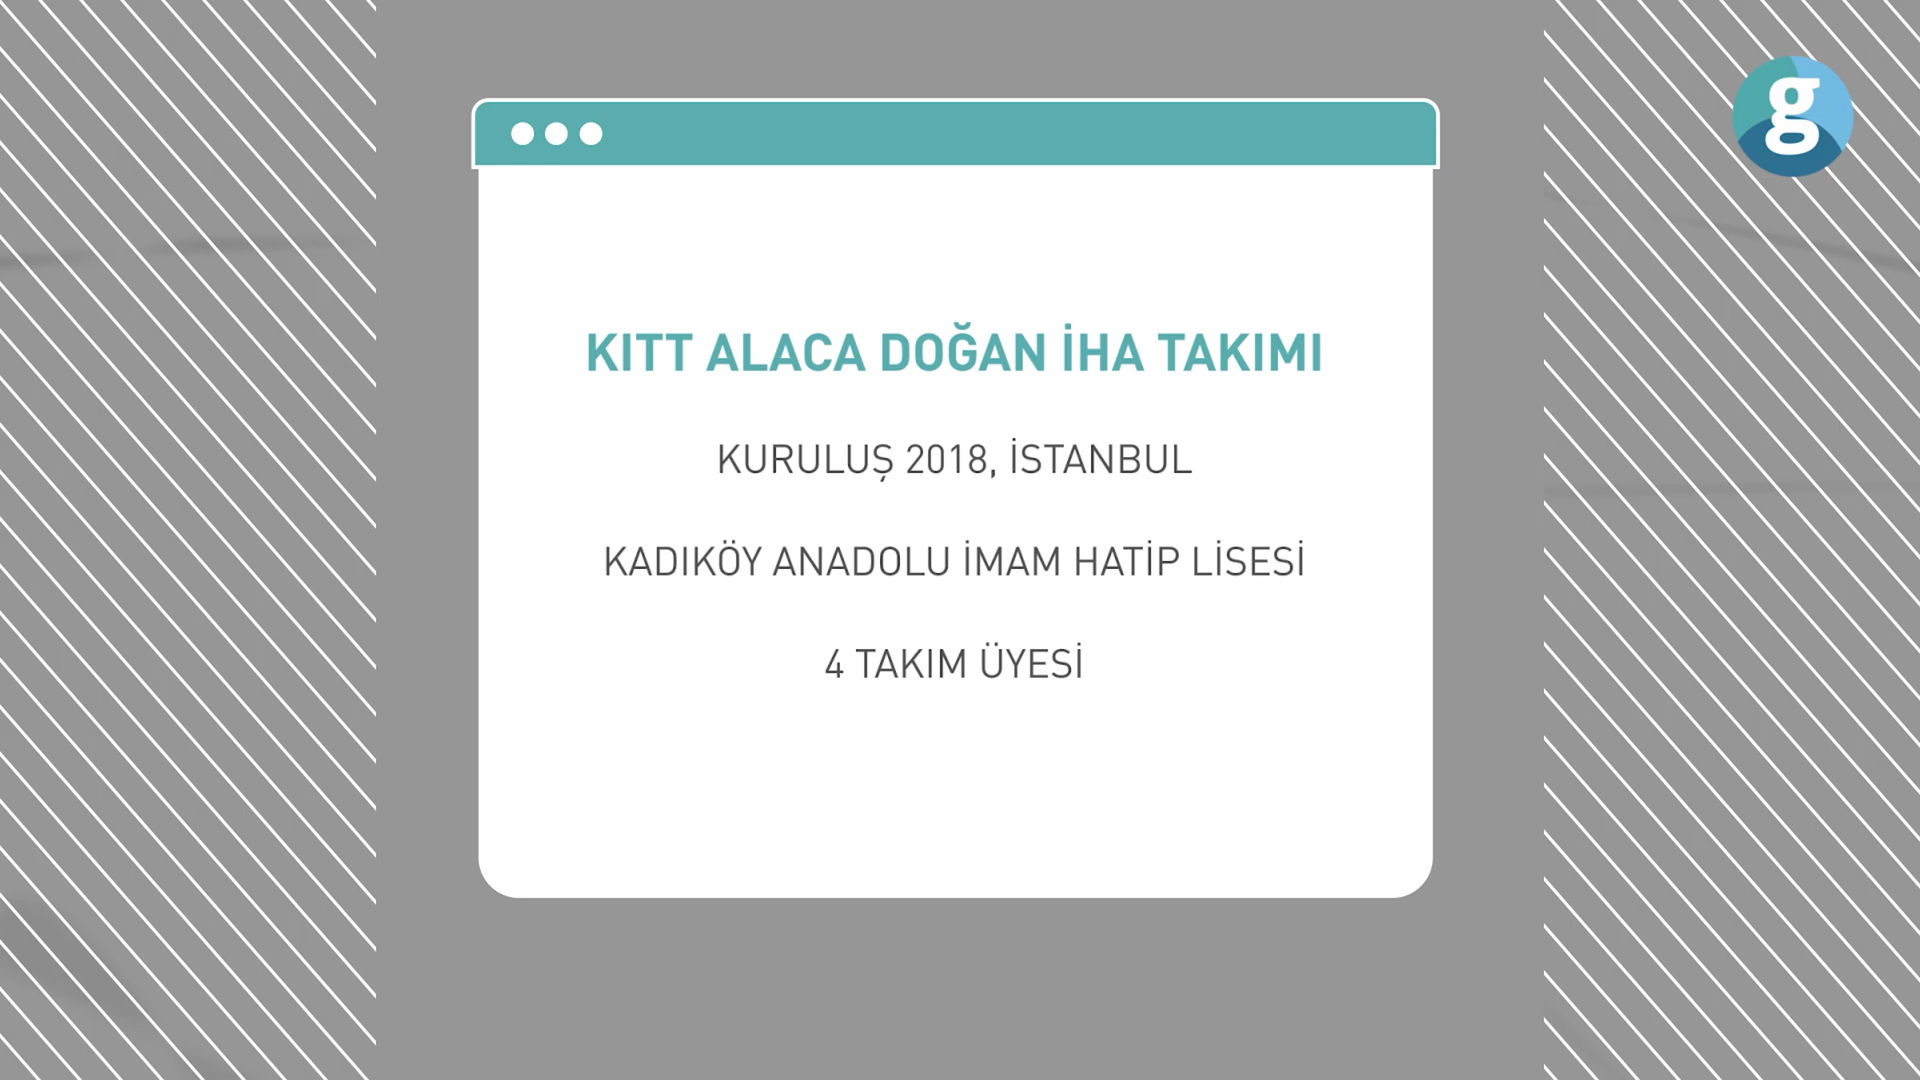 g
KITT ALACA DOĞAN İHA TAKIMI
KURULUŞ 2018, İSTANBUL
KADIKÖY ANADOLU İMAM HATİP LİSESİ
4 TAKIM ÜYESİ